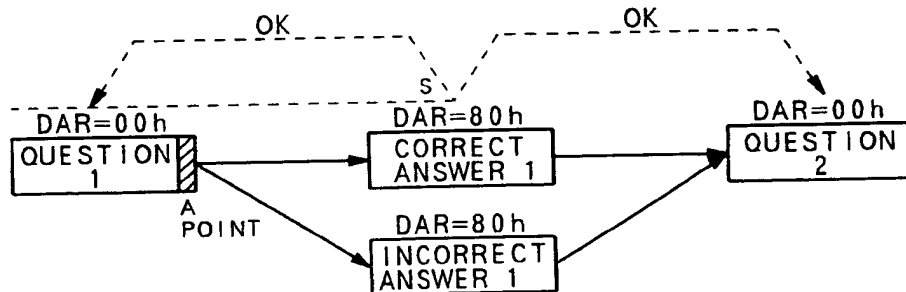 OK
OK
S
DAR=00h
DAR=80h
DAR=00h
QUESTION
1
CORRECT
ANSWER 1
QUESTION
2
A
POINT
DAR=80h
INCORRECT
ANSWER 1